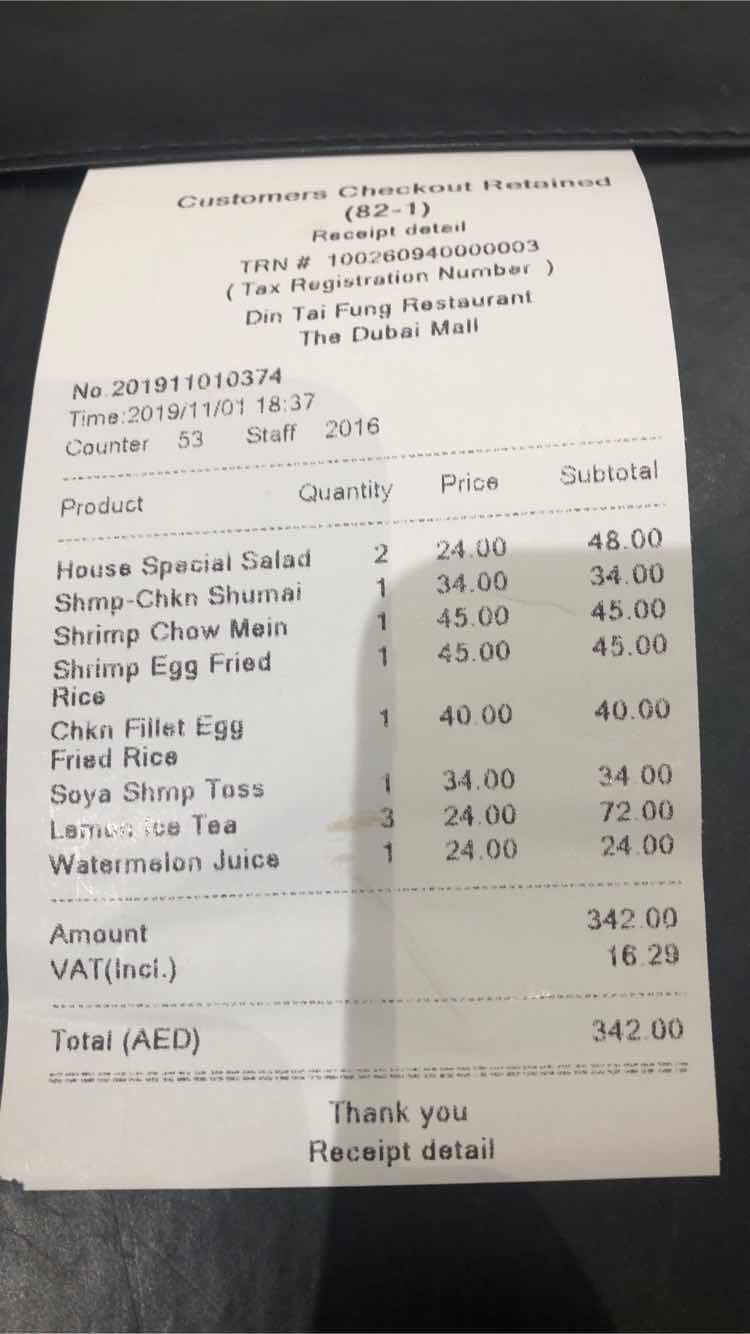 Customers Checkout Retained
(82-1)
Receipt detail
TRN # 100260940000003
( Tax Registration Number )
Din Tai Fung Restaurant
The Dubai Mall
No.201911010374
Time:2019/11/01 18:37
Counter 53 Staff 2016
Product Quantity Price Subtotal
House Special Salad 2 24.00 48.00
Shmp-Chkn Shumai 1 34.00 34.00
Shrimp Chow Mein 1 45.00 45.00
Shrimp Egg Fried 1 45.00 45.00
Rice
Chkn Fillet Egg 1 40.00 40.00
Fried Rice
Soya Shmp Toss 1 34.00 34.00
Lemon Ice Tea 3 24.00 72.00
Watermelon Juice 1 24.00 24.00
Amount 342.00
VAT(Incl.) 16.29
Total (AED) 342.00
Thank you
Receipt detail